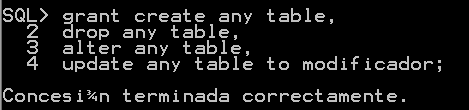 SQL> grant create any table,
  2  drop any table,
  3  alter any table,
  4  update any table to modificador;
Concesi¾n terminada correctamente.